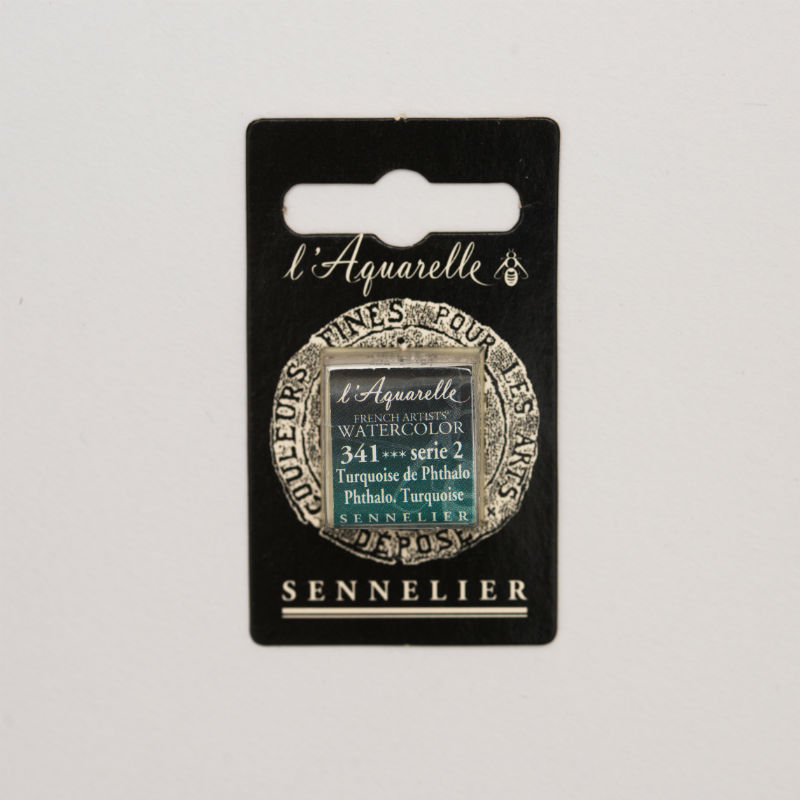 l'Aquarelle
COULEURS FINES POUR LES ARTS
l'Aquarelle
FRENCH ARTISTS'
WATERCOLOR
341*** serie 2
Turquoise de Phthalo
Phthalo. Turquoise
SENNELIER
DÉPOSÉ
SENNELIER